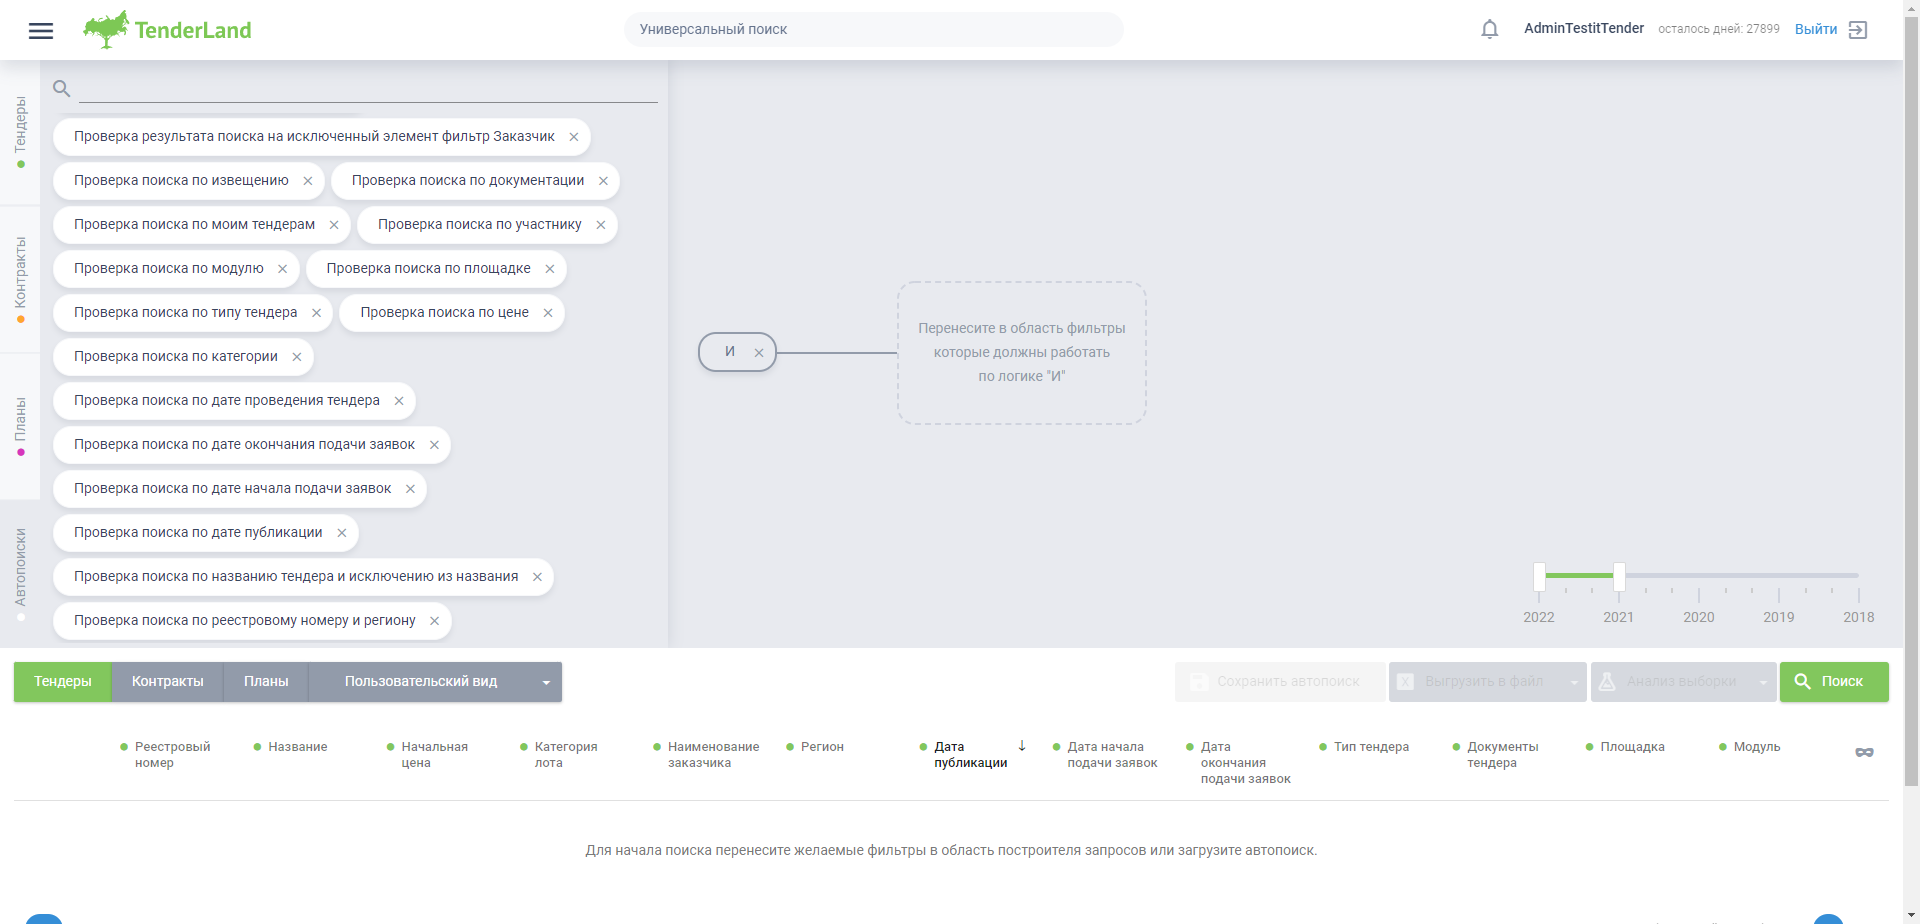 TenderLand
Универсальный поиск
AdminTestitTender
осталось дней: 27899
Выйти
Тендеры
Контракты
Планы
Автопоиски
Проверка результата поиска на исключенный элемент фильтр Заказчик
Проверка поиска по извещению
Проверка поиска по документации
Проверка поиска по моим тендерам
Проверка поиска по участнику
Проверка поиска по модулю
Проверка поиска по площадке
Проверка поиска по типу тендера
Проверка поиска по цене
Проверка поиска по категории
Проверка поиска по дате проведения тендера
Проверка поиска по дате окончания подачи заявок
Проверка поиска по дате начала подачи заявок
Проверка поиска по дате публикации
Проверка поиска по названию тендера и исключению из названия
Проверка поиска по реестровому номеру и региону
И
Перенесите в область фильтры
которые должны работать
по логике "И"
2022 2021 2020 2019 2018
Тендеры
Контракты
Планы
Пользовательский вид
Сохранить автопоиск
Выгрузить в файл
Анализ выборки
Поиск
Реестровый
номер
Название
Начальная
цена
Категория
лота
Наименование
заказчика
Регион
Дата
публикации
Дата начала
подачи заявок
Дата
окончания
подачи заявок
Тип тендера
Документы
тендера
Площадка
Модуль
Для начала поиска перенесите желаемые фильтры в область построителя запросов или загрузите автопоиск.